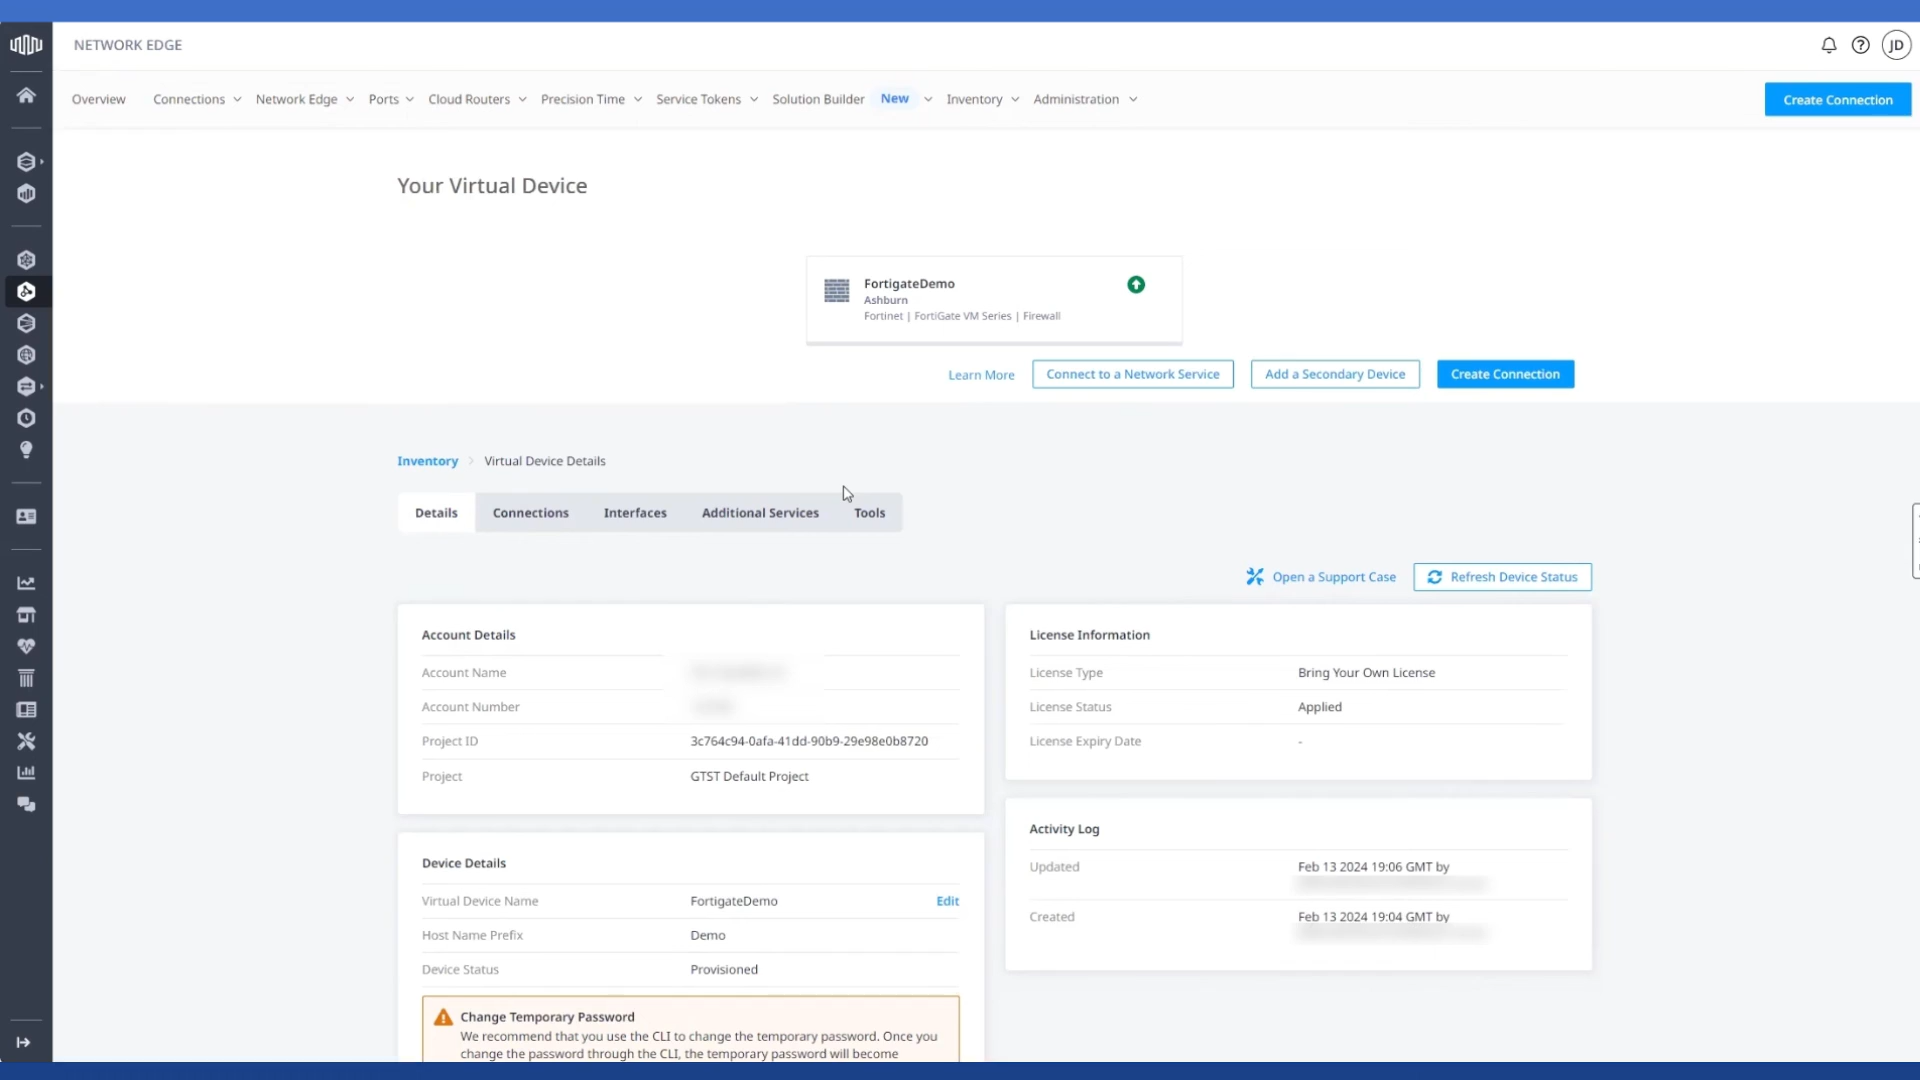 NETWORK EDGE
JD
Overview Connections Network Edge Ports Cloud Routers Precision Time Service Tokens Solution Builder New Inventory Administration Create Connection
Your Virtual Device
FortigateDemo
Ashburn
Fortinet | FortiGate VM Series | Firewall
Learn More Connect to a Network Service Add a Secondary Device Create Connection
Inventory Virtual Device Details
Details Connections Interfaces Additional Services Tools
Open a Support Case Refresh Device Status
Account Details
Account Name
Account Number
Project ID 3c764c94-0afa-41dd-90b9-29e98e0b8720
Project GTST Default Project
License Information
License Type Bring Your Own License
License Status Applied
License Expiry Date -
Device Details
Virtual Device Name FortigateDemo Edit
Host Name Prefix Demo
Device Status Provisioned
Change Temporary Password
We recommend that you use the CLI to change the temporary password. Once you
change the password through the CLI, the temporary password will become
Activity Log
Updated Feb 13 2024 19:06 GMT by
Created Feb 13 2024 19:04 GMT by